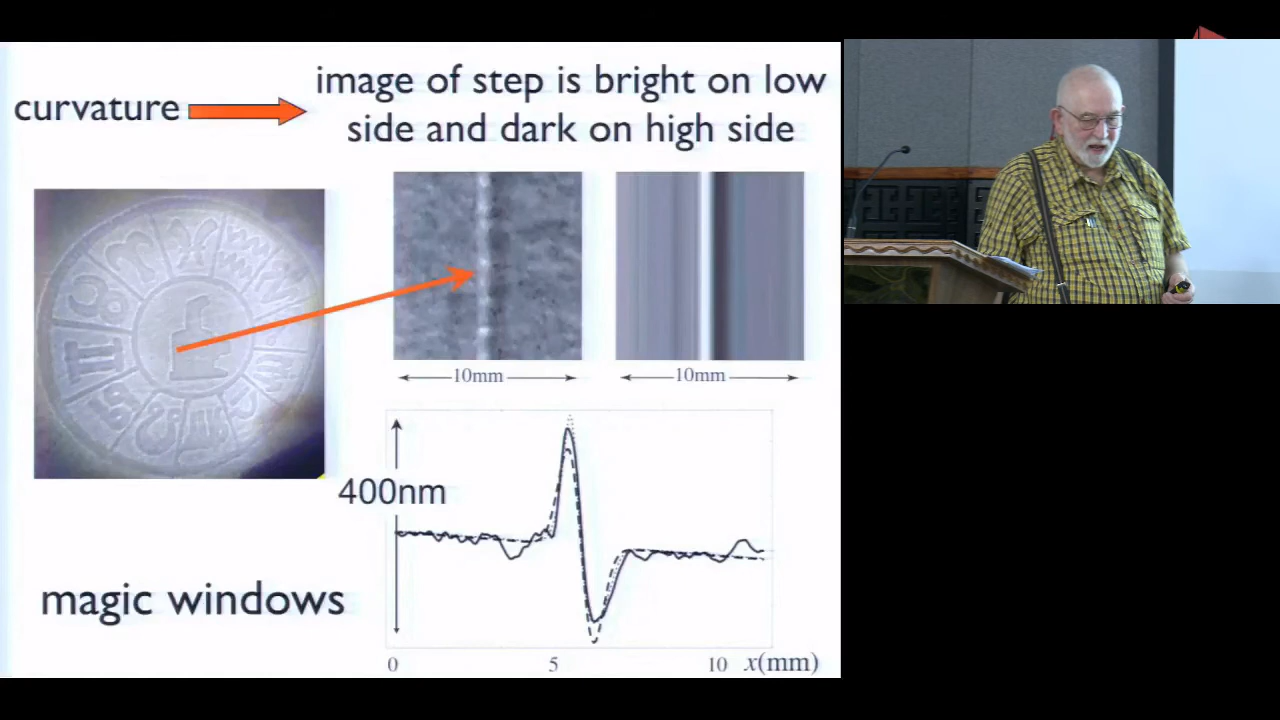 image of step is bright on low
curvature
side and dark on high side
10mm
10mm
400nm
magic windows
0
5
10
x(mm)